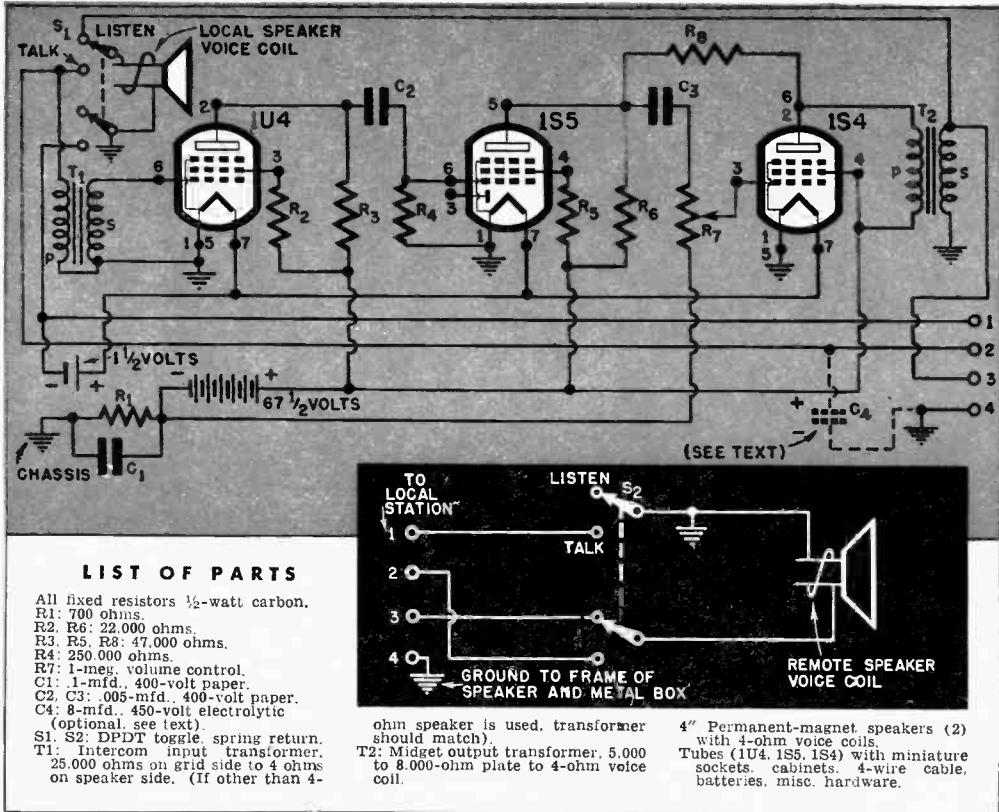 S1 LISTEN LOCAL SPEAKER
VOICE COIL
TALK
R8
2 1U4 C2 5 1S5 C3 6 2 1S4 T2
T1 6 3 6 3 4 3 4 P S
S R2 R3 R4 R5 R6 R7
P 1 5 7 1 7 1 5 7
1
2
3
4
1 1/2 VOLTS
- +
- + 67 1/2 VOLTS
R1
C1
CHASSIS
+ C4
-
(SEE TEXT)
TO
LOCAL
STATION
LISTEN S2
1
TALK
2
3
4
GROUND TO FRAME OF
SPEAKER AND METAL BOX
REMOTE SPEAKER
VOICE COIL
LIST OF PARTS
All fixed resistors ½-watt carbon.
R1: 700 ohms.
R2, R6: 22,000 ohms.
R3, R5, R8: 47,000 ohms.
R4: 250,000 ohms.
R7: 1-meg. volume control.
C1: .1-mfd., 400-volt paper.
C2, C3: .005-mfd., 400-volt paper.
C4: 8-mfd., 450-volt electrolytic
(optional, see text).
S1, S2: DPDT toggle, spring return.
T1: Intercom input transformer,
25,000 ohms on grid side to 4 ohms
on speaker side. (If other than 4-
ohm speaker is used, transformer
should match).
T2: Midget output transformer, 5,000
to 8,000-ohm plate to 4-ohm voice
coil.
4" Permanent-magnet speakers (2)
with 4-ohm voice coils.
Tubes (1U4, 1S5, 1S4) with miniature
sockets, cabinets, 4-wire cable,
batteries, misc. hardware.